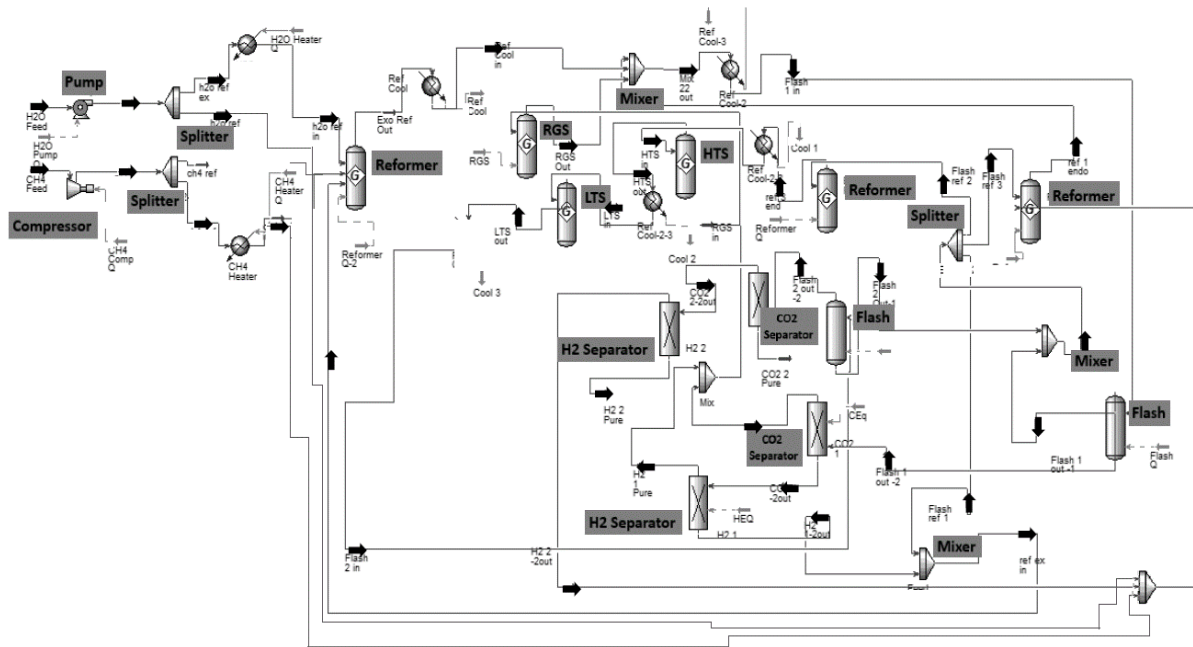 Pump
H2O Feed
H2O
Pump
Q
CH4
Feed
Compressor
CH4
Comp
Q
Splitter
Splitter
H2O Heater
Q
h2o ref
ex
h2o ref
ch4 ref
CH4
Heater
Q
CH4
Heater
h2o ref
in
Reformer
Reformer
Q-2
Exo Ref
Out
Ref
Cool
Ref
Cool
in
Ref
Cool
RGS
RGS
RGS
Out
LTS
LTS
out
LTS
in
Cool 3
Mixer
Mix
22
out
Ref
Cool-3
Ref
Cool-2
Flash
1 in
HTS
in
HTS
HTS
out
Ref
Cool-2-3
RGS
in
Cool 2
Cool 1
Reformer
Reformer
Q
Flash
ref 2
Flash
ref 3
Splitter
ref 1
endo
Reformer
CO2
2-2out
CO2
Separator
Flash
2 out
-2
Flash
2
Out-1
Flash
H2 Separator
H2 2
H2 2
Pure
CO2 2
Pure
Mix
Mixer
Flash
Flash
Q
Flash 1
out -1
CO2
Separator
CEq
CO2
1
Flash 1
out -2
H2
1
Pure
-2out
H2 Separator
HEQ
H2 1
1-2out
Flash
ref 1
Mixer
ref ex
in
Flash
2 in
H2 2
-2out